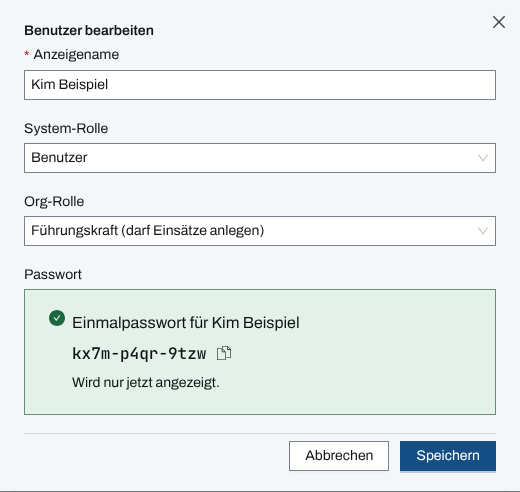 Benutzer bearbeiten
* Anzeigename
Kim Beispiel
System-Rolle
Benutzer
Org-Rolle
Führungskraft (darf Einsätze anlegen)
Passwort
Einmalpasswort für Kim Beispiel
kx7m-p4qr-9tzw
Wird nur jetzt angezeigt.
Abbrechen
Speichern